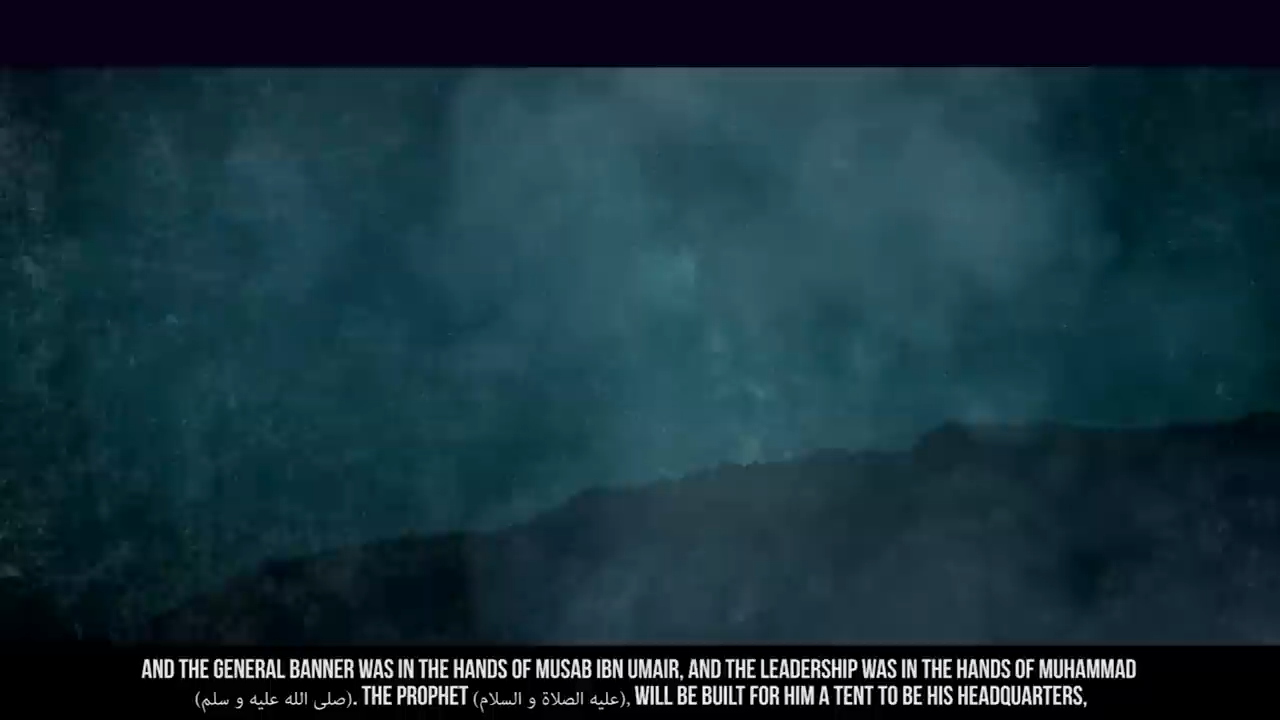 AND THE GENERAL BANNER WAS IN THE HANDS OF MUSAB IBN UMAIR, AND THE LEADERSHIP WAS IN THE HANDS OF MUHAMMAD
(صلى الله عليه و سلم). THE PROPHET (عليه الصلاة و السلام), WILL BE BUILT FOR HIM A TENT TO BE HIS HEADQUARTERS,